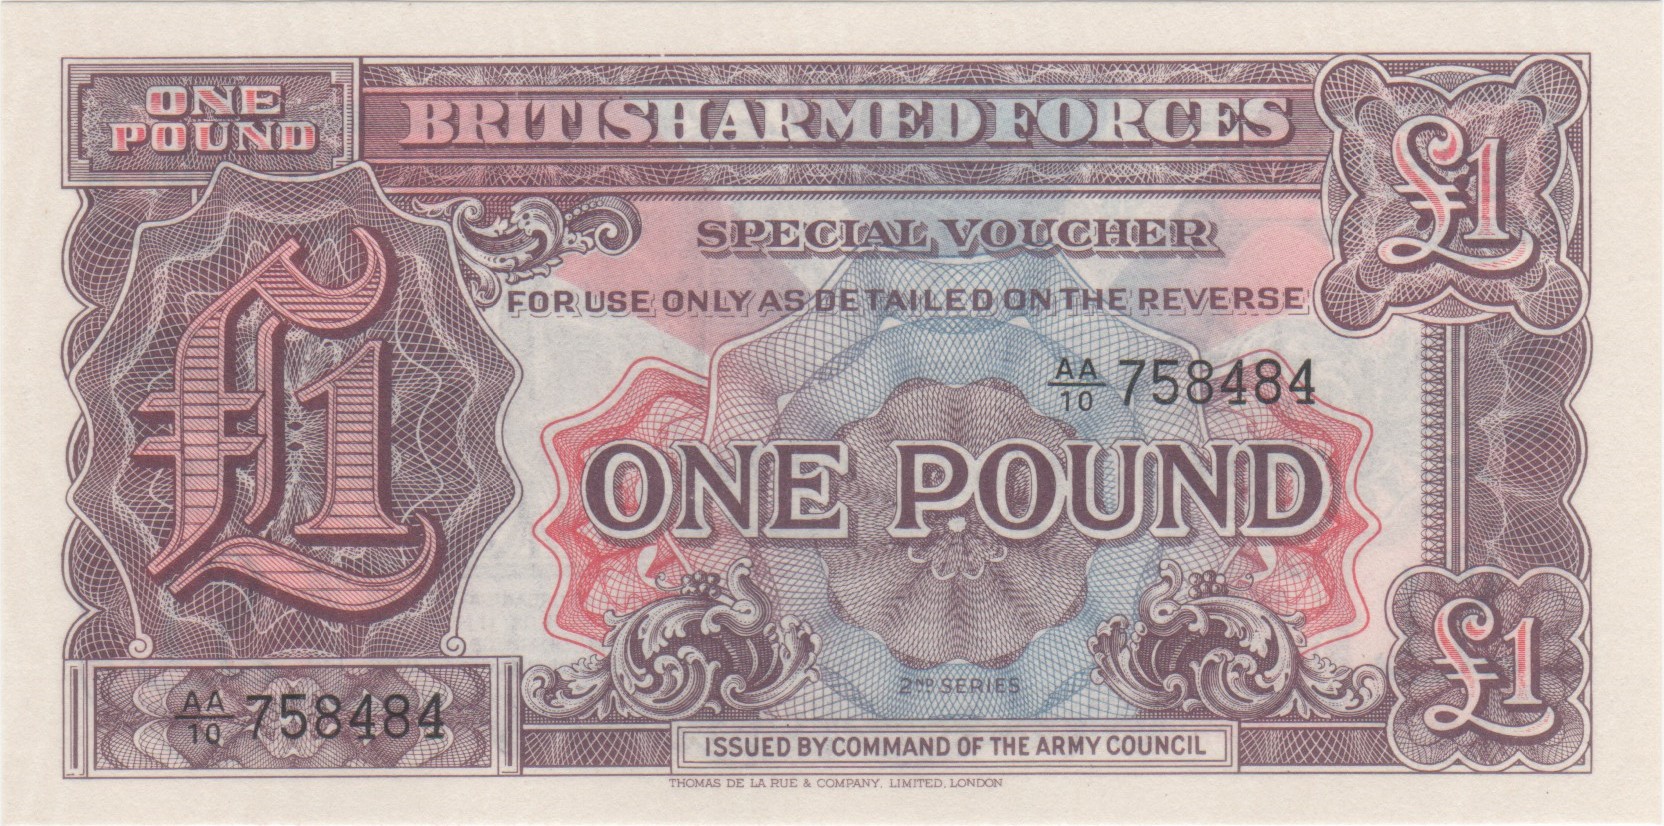 ONE
POUND
BRITISH ARMED FORCES
£1
SPECIAL VOUCHER
FOR USE ONLY AS DETAILED ON THE REVERSE
£1
AA/10 758484
ONE POUND
2ND SERIES
£1
AA/10 758484
ISSUED BY COMMAND OF THE ARMY COUNCIL
THOMAS DE LA RUE & COMPANY, LIMITED, LONDON